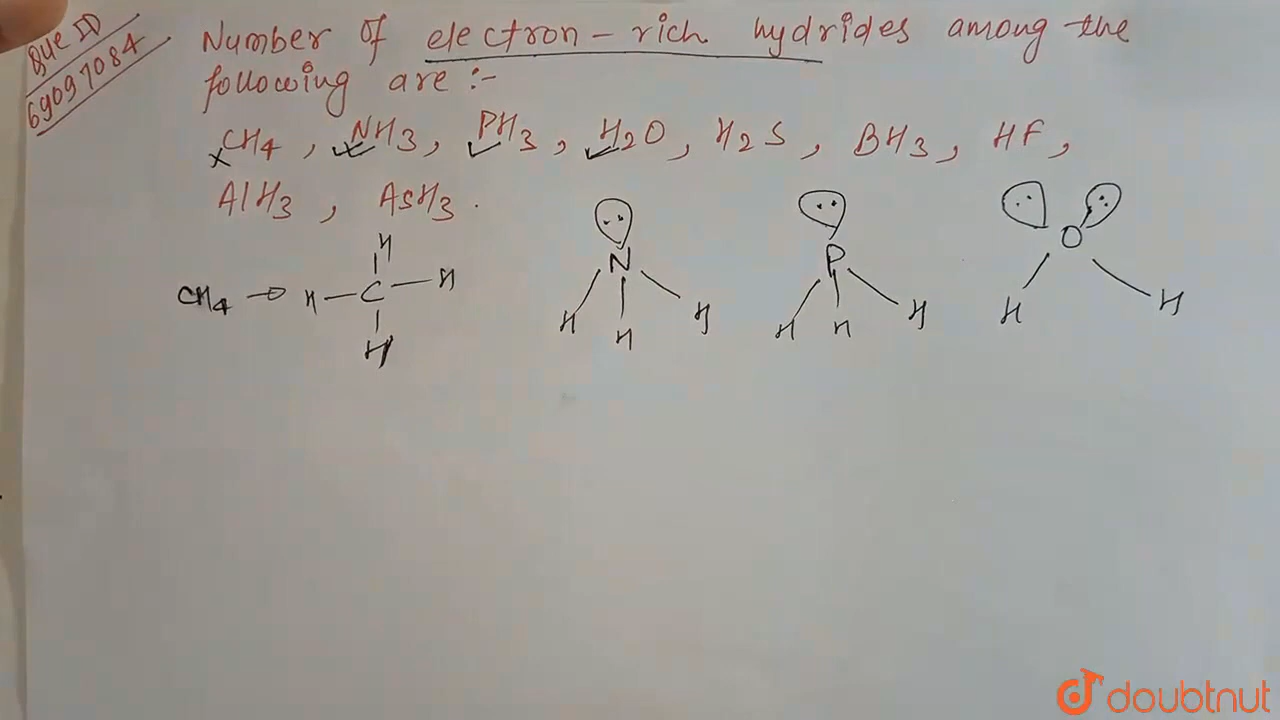 Que ID
69097084
Number of electron-rich hydrides among the
following are :-
CH4, NH3, PH3, H2O, H2S, BH3, HF,
AlH3, AsH3.
CH4 → H C H
H
H
N
H H H
P
H H H
O
H H
doubtnut